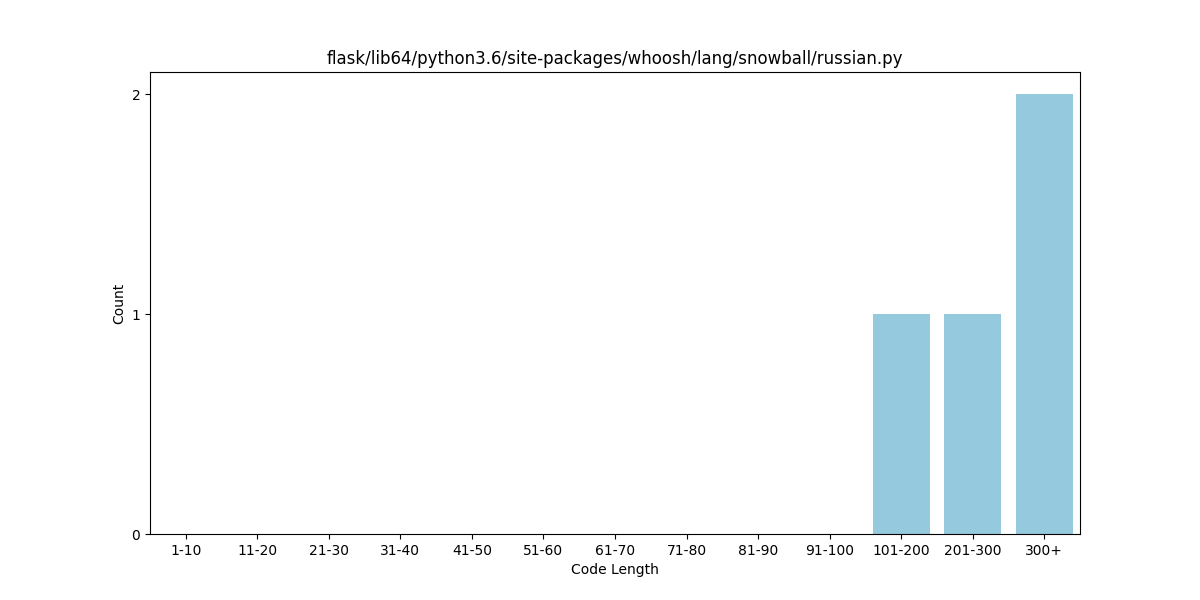 flask/lib64/python3.6/site-packages/whoosh/lang/snowball/russian.py
2
1
0
Count
1-10 11-20 21-30 31-40 41-50 51-60 61-70 71-80 81-90 91-100 101-200 201-300 300+
Code Length